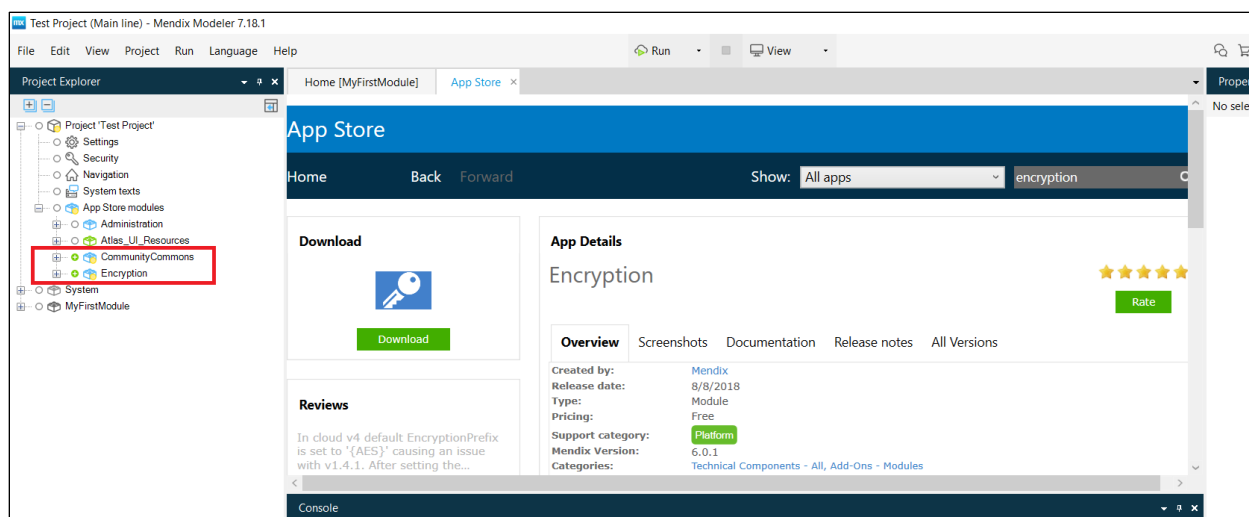 mx Test Project (Main line) - Mendix Modeler 7.18.1
File Edit View Project Run Language Help
Run View
Project Explorer
Home [MyFirstModule] App Store
Project 'Test Project'
Settings
Security
Navigation
System texts
App Store modules
Administration
Atlas_UI_Resources
CommunityCommons
Encryption
System
MyFirstModule
App Store
Home Back Forward Show: All apps encryption
Download
Download
Reviews
In cloud v4 default EncryptionPrefix
is set to '{AES}' causing an issue
with v1.4.1. After setting the...
App Details
Encryption
Rate
Overview Screenshots Documentation Release notes All Versions
Created by: Mendix
Release date: 8/8/2018
Type: Module
Pricing: Free
Support category: Platform
Mendix Version: 6.0.1
Categories: Technical Components - All, Add-Ons - Modules
Console
Proper
No sele